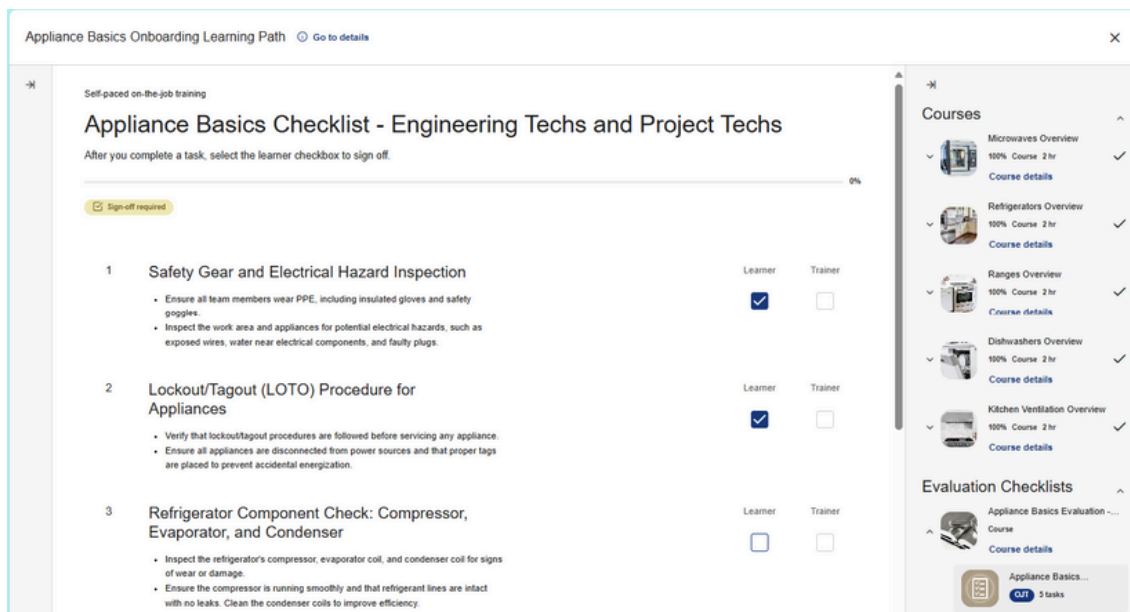 Appliance Basics Onboarding Learning Path Go to details
Self-paced on-the-job training
Appliance Basics Checklist - Engineering Techs and Project Techs
After you complete a task, select the learner checkbox to sign off.
0%
Sign-off required
1 Safety Gear and Electrical Hazard Inspection Learner Trainer
• Ensure all team members wear PPE, including insulated gloves and safety
goggles.
• Inspect the work area and appliances for potential electrical hazards, such as
exposed wires, water near electrical components, and faulty plugs.
2 Lockout/Tagout (LOTO) Procedure for Learner Trainer
Appliances
• Verify that lockout/tagout procedures are followed before servicing any appliance.
• Ensure all appliances are disconnected from power sources and that proper tags
are placed to prevent accidental energization.
3 Refrigerator Component Check: Compressor, Learner Trainer
Evaporator, and Condenser
• Inspect the refrigerator's compressor, evaporator coil, and condenser coil for signs
of wear or damage.
• Ensure the compressor is running smoothly and that refrigerant lines are intact
with no leaks. Clean the condenser coils to improve efficiency.
Courses
Microwaves Overview
100% Course 2 hr
Course details
Refrigerators Overview
100% Course 2 hr
Course details
Ranges Overview
100% Course 2 hr
Course details
Dishwashers Overview
100% Course 2 hr
Course details
Kitchen Ventilation Overview
100% Course 2 hr
Course details
Evaluation Checklists
Appliance Basics Evaluation -...
Course
Course details
Appliance Basics...
OJT 5 tasks